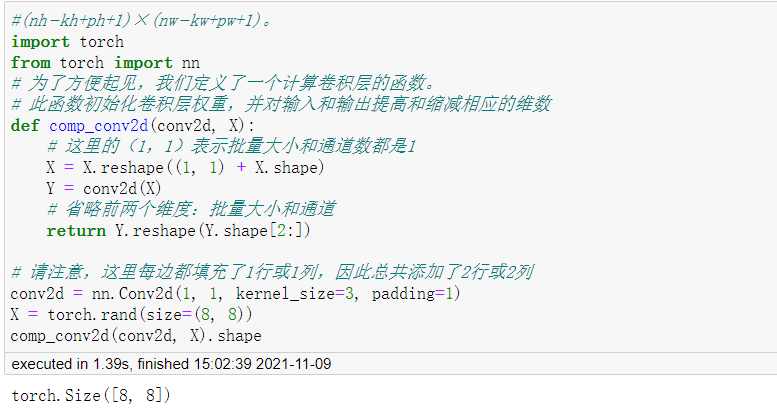 #(nh-kh+ph+1)×(nw-kw+pw+1)。
import torch
from torch import nn
# 为了方便起见，我们定义了一个计算卷积层的函数。
# 此函数初始化卷积层权重，并对输入和输出提高和缩减相应的维数
def comp_conv2d(conv2d, X):
    # 这里的（1，1）表示批量大小和通道数都是1
    X = X.reshape((1, 1) + X.shape)
    Y = conv2d(X)
    # 省略前两个维度：批量大小和通道
    return Y.reshape(Y.shape[2:])
# 请注意，这里每边都填充了1行或1列，因此总共添加了2行或2列
conv2d = nn.Conv2d(1, 1, kernel_size=3, padding=1)
X = torch.rand(size=(8, 8))
comp_conv2d(conv2d, X).shape
executed in 1.39s, finished 15:02:39 2021-11-09
torch.Size([8, 8])